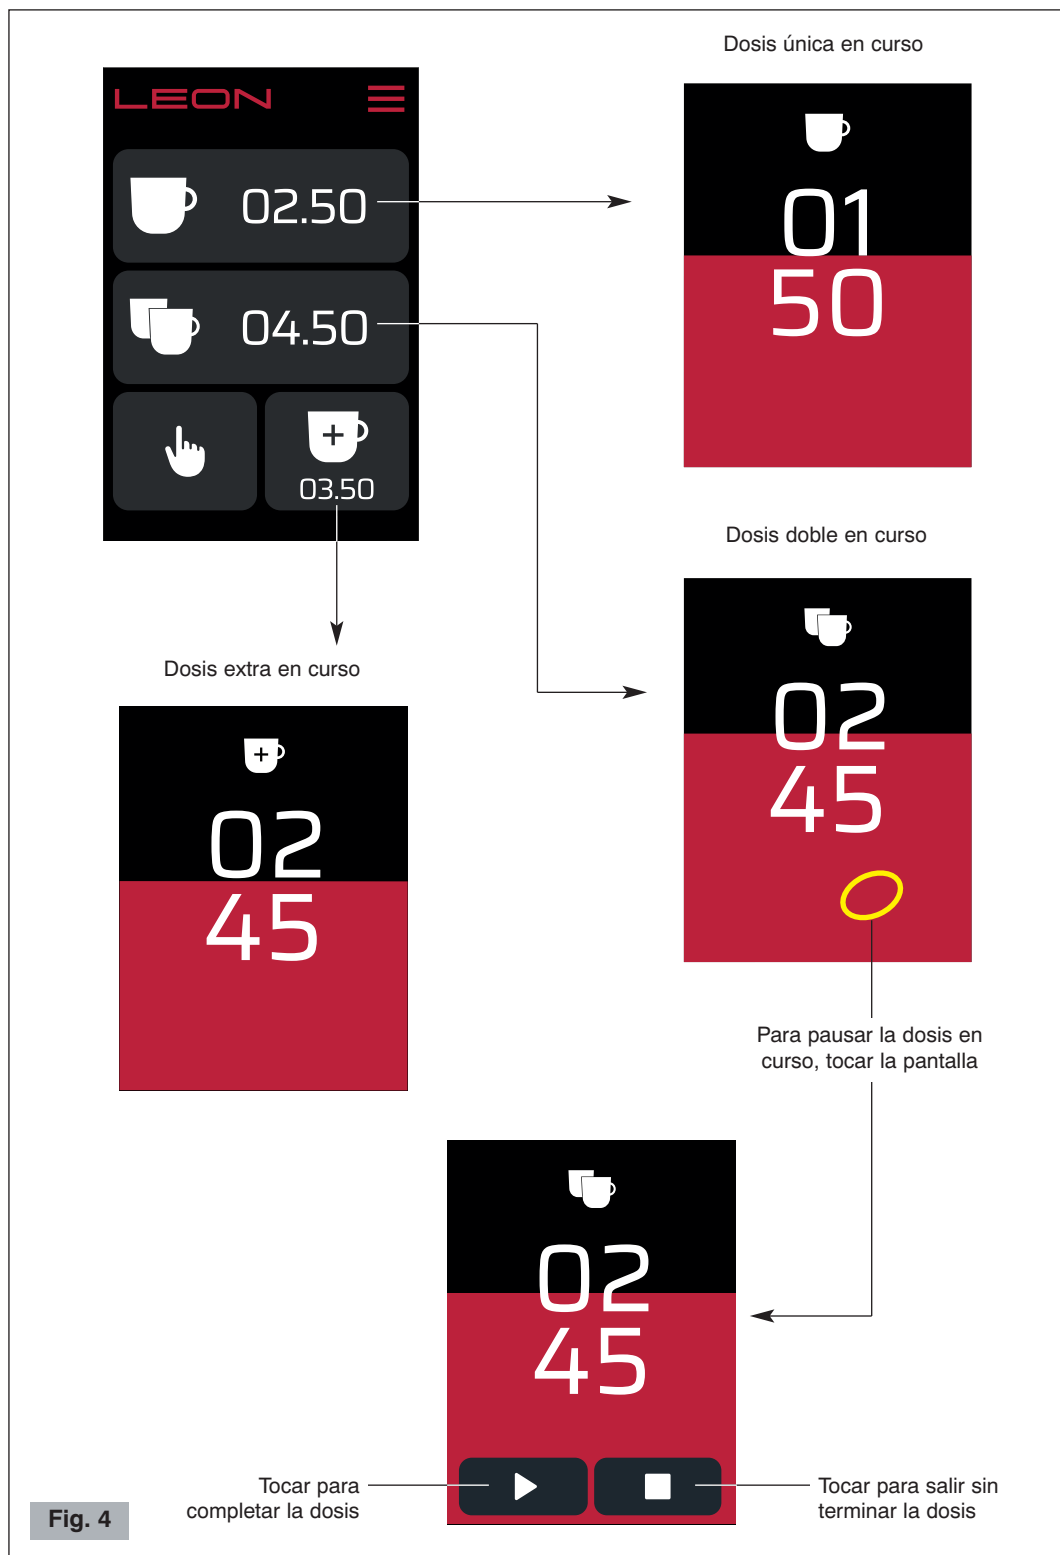 Dosis única en curso
LEON
02.50
01
50
04.50
03.50
Dosis doble en curso
Dosis extra en curso
02
45
02
45
Para pausar la dosis en
curso, tocar la pantalla
02
45
Tocar para
completar la dosis
Tocar para salir sin
terminar la dosis
Fig. 4